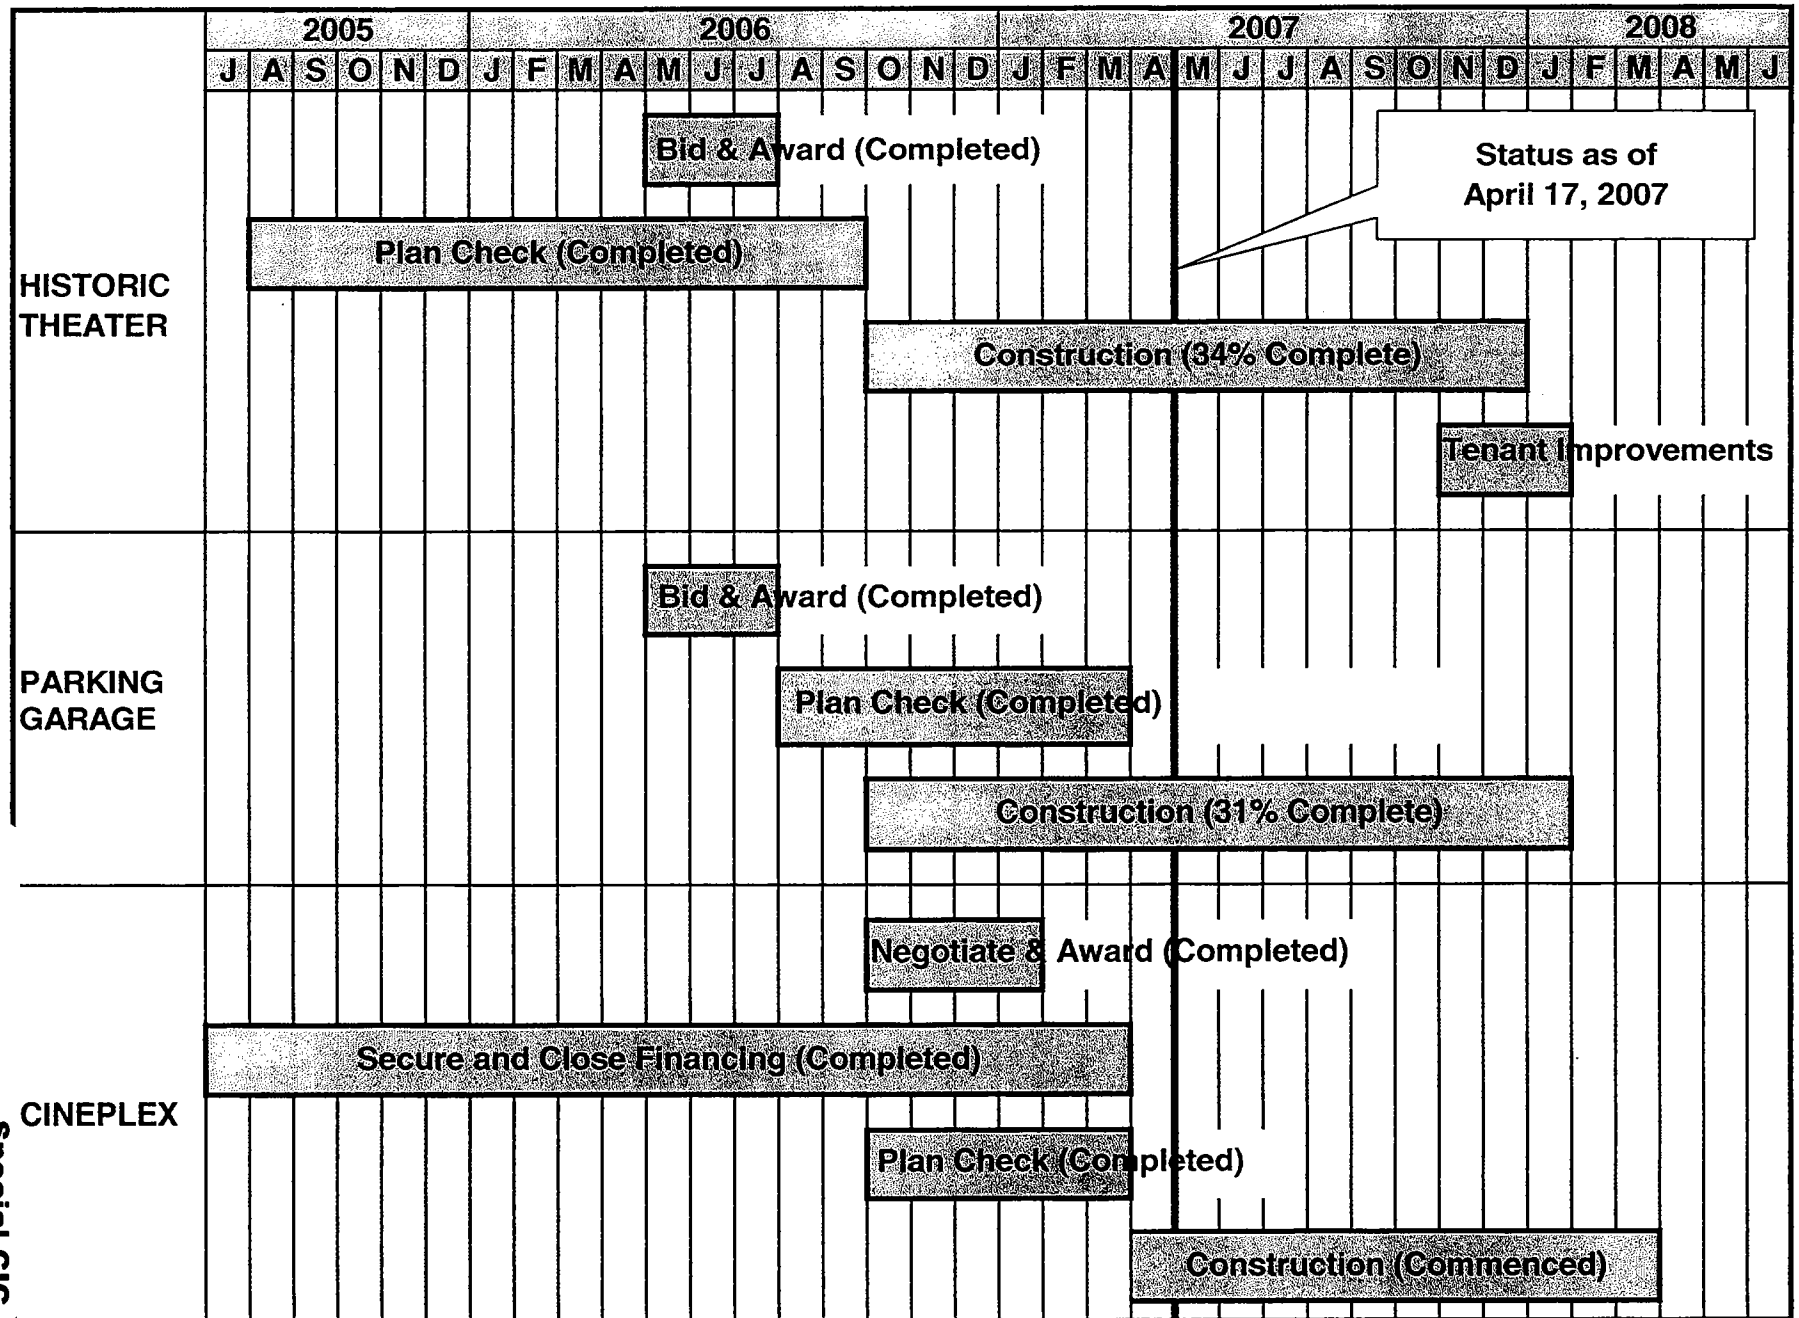 2005 2006 2007 2008
J A S O N D J F M A M J J A S O N D J F M A M J J A S O N D J F M A M J
Bid & Award (Completed)
Status as of
April 17, 2007
Plan Check (Completed)
HISTORIC
THEATER
Construction (34% Complete)
Tenant Improvements
Bid & Award (Completed)
PARKING
GARAGE
Plan Check (Completed)
Construction (31% Complete)
Negotiate & Award (Completed)
Secure and Close Financing (Completed)
CINEPLEX
Plan Check (Completed)
Construction (Commenced)